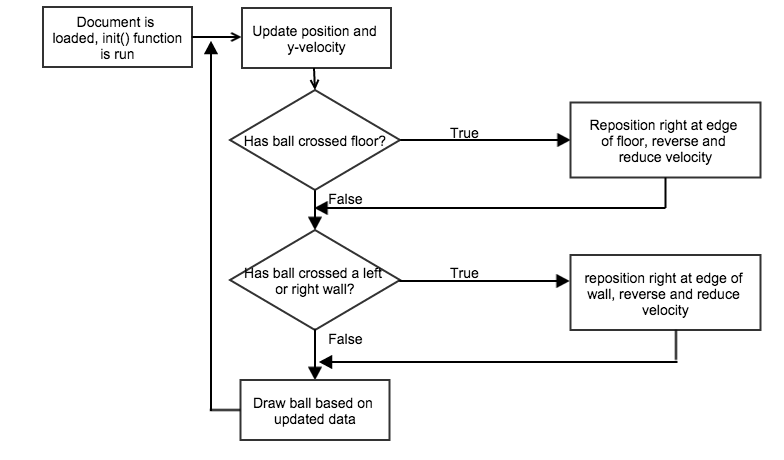 Document is
loaded, init() function
is run
Update position and
y-velocity
Has ball crossed floor?
True
Reposition right at edge
of floor, reverse and
reduce velocity
False
Has ball crossed a left
or right wall?
True
reposition right at edge of
wall, reverse and reduce
velocity
False
Draw ball based on
updated data